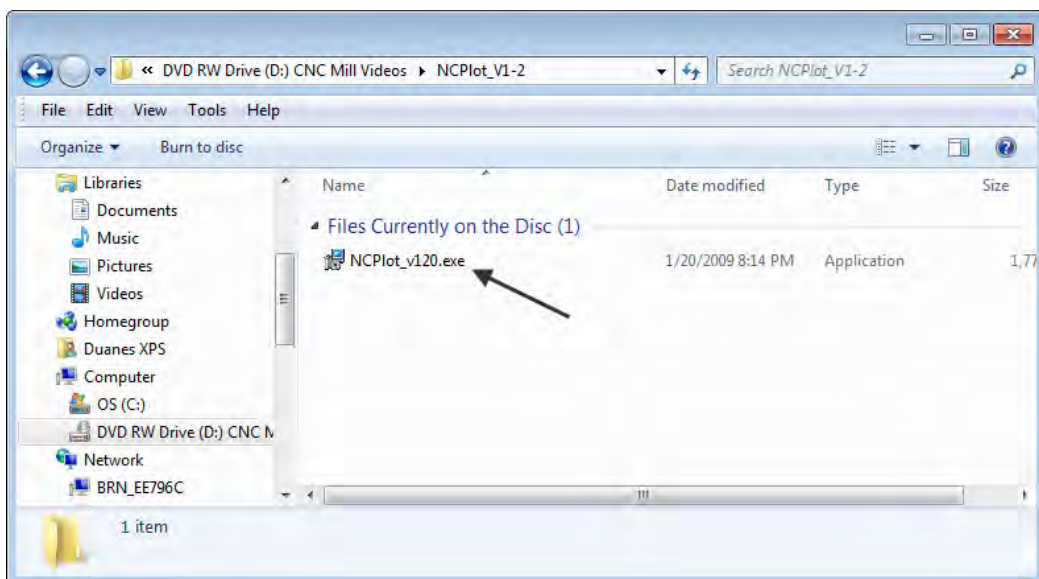 « DVD RW Drive (D:) CNC Mill Videos ▸ NCPlot_V1-2 Search NCPlot_V1-2
File Edit View Tools Help
Organize Burn to disc
Libraries
Documents
Music
Pictures
Videos
Homegroup
Duanes XPS
Computer
OS (C:)
DVD RW Drive (D:) CNC M
Network
BRN_EE796C
Name Date modified Type Size
Files Currently on the Disc (1)
NCPlot_v120.exe 1/20/2009 8:14 PM Application 1,77
1 item